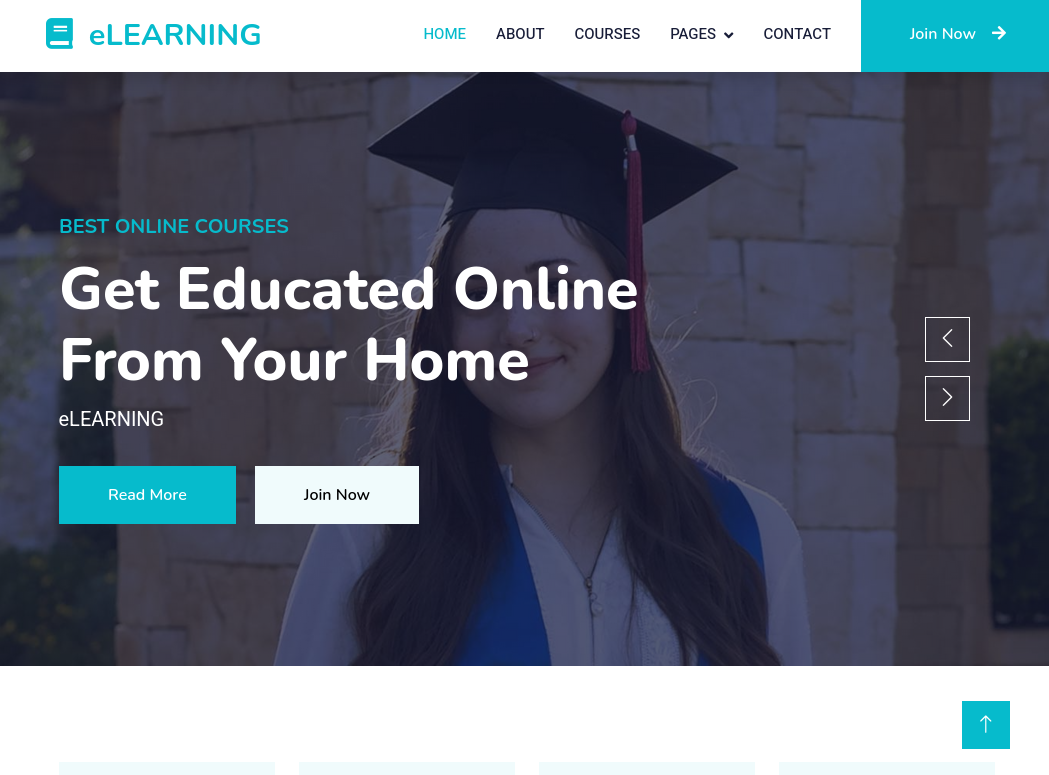 eLEARNING
HOME ABOUT COURSES PAGES CONTACT Join Now
BEST ONLINE COURSES
Get Educated Online
From Your Home
eLEARNING
Read More Join Now